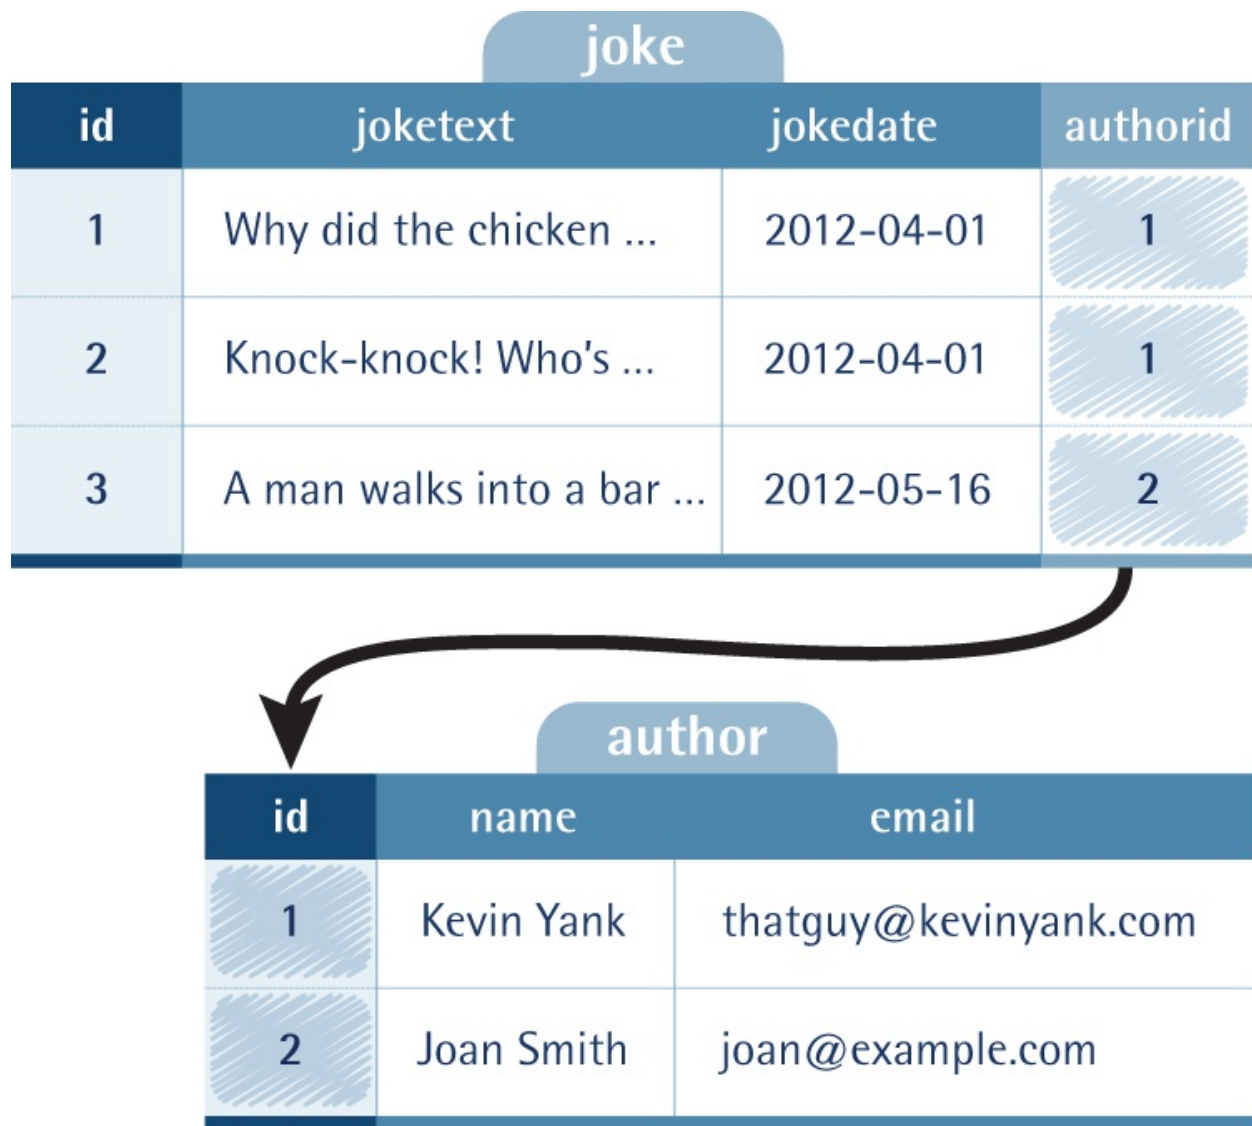 joke
id joketext jokedate authorid
1 Why did the chicken ... 2012-04-01 1
2 Knock-knock! Who's ... 2012-04-01 1
3 A man walks into a bar ... 2012-05-16 2
author
id name email
1 Kevin Yank thatguy@kevinyank.com
2 Joan Smith joan@example.com